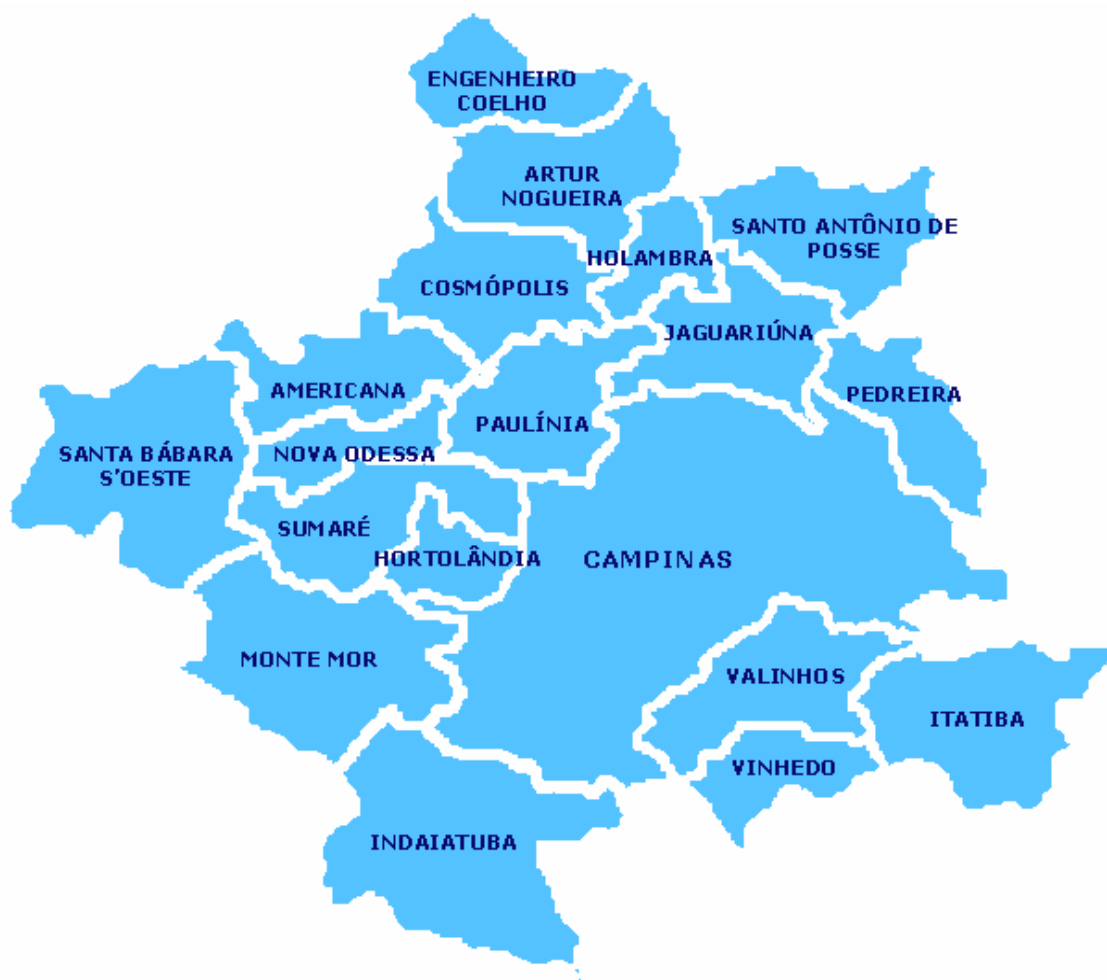 ENGENHEIRO
COELHO
ARTUR
NOGUEIRA
SANTO ANTÔNIO DE
POSSE
HOLAMBRA
COSMÓPOLIS
JAGUARIÚNA
AMERICANA
PEDREIRA
PAULÍNIA
SANTA BÁBARA
S'OESTE
NOVA ODESSA
SUMARÉ
HORTOLÂNDIA
CAMPINAS
MONTE MOR
VALINHOS
ITATIBA
VINHEDO
INDAIATUBA